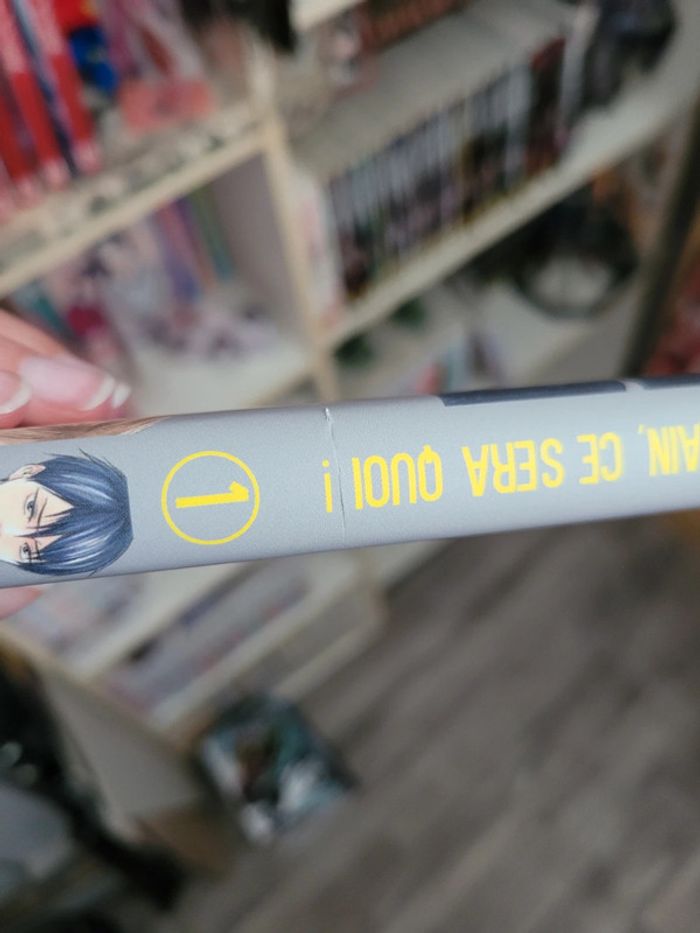 AIN, CE SERA QUOI !
1